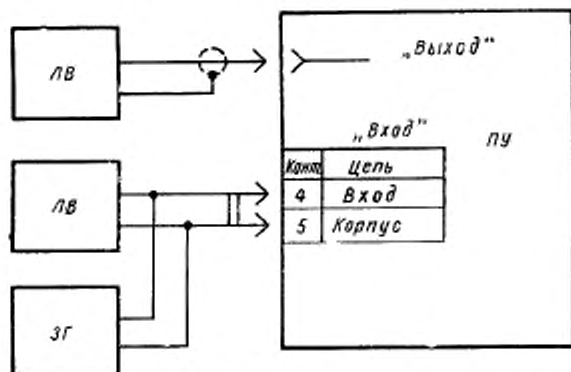 ЛВ
„Выход"
„Вход"
ПУ
Конт Цепь
4 Вход
5 Корпус
ЛВ
ЗГ